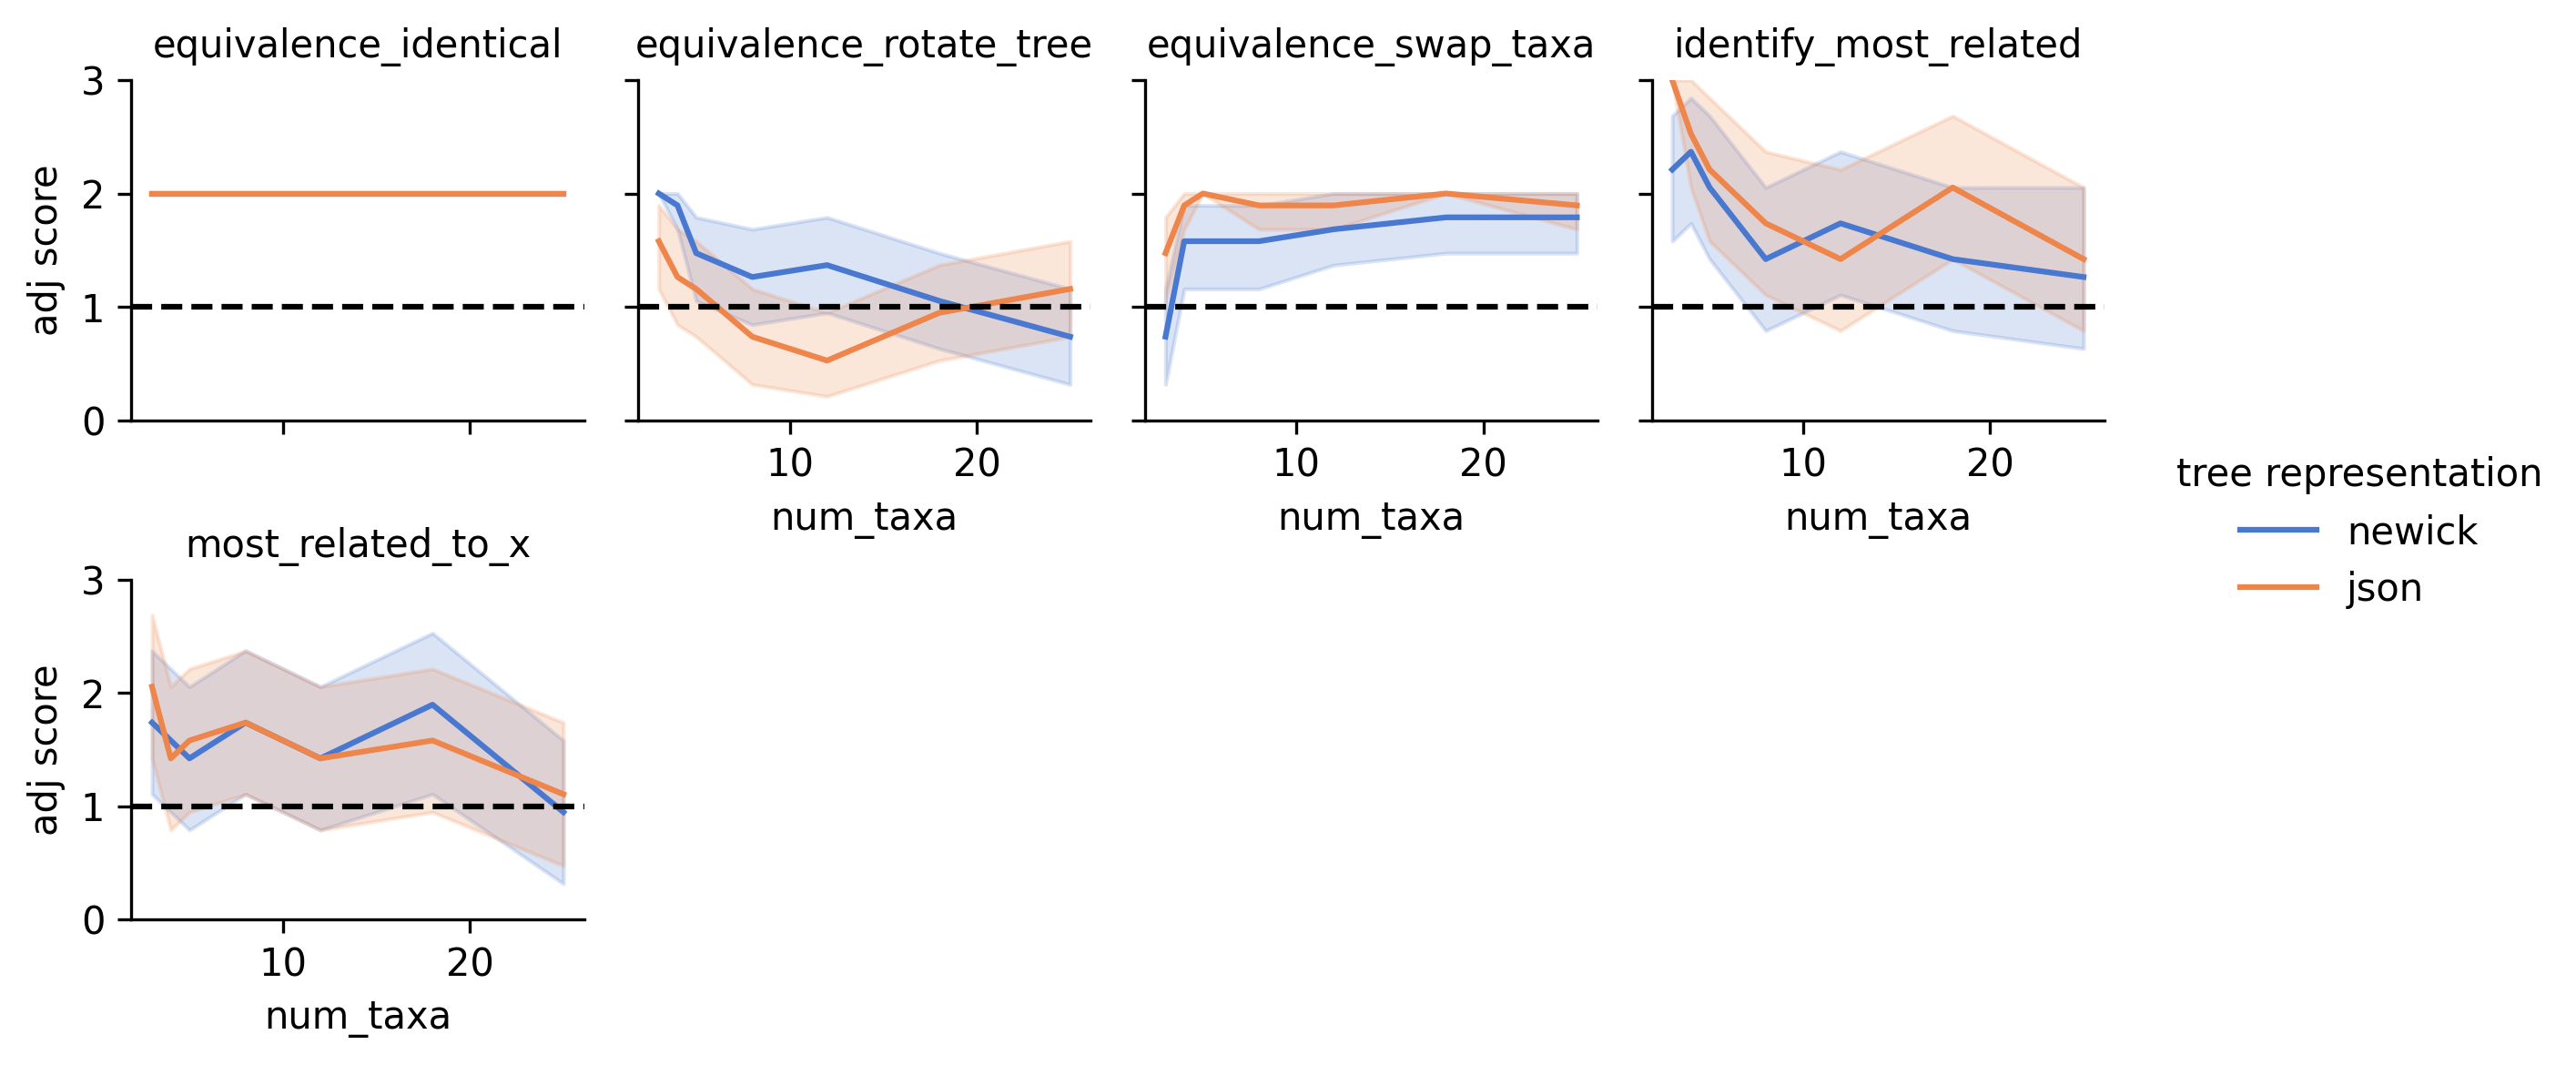 equivalence_identical
equivalence_rotate_tree
equivalence_swap_taxa
identify_most_related
3
2
1
0
adj score
10
20
num_taxa
10
20
num_taxa
10
20
num_taxa
tree representation
newick
json
most_related_to_x
3
2
1
0
adj score
10
20
num_taxa